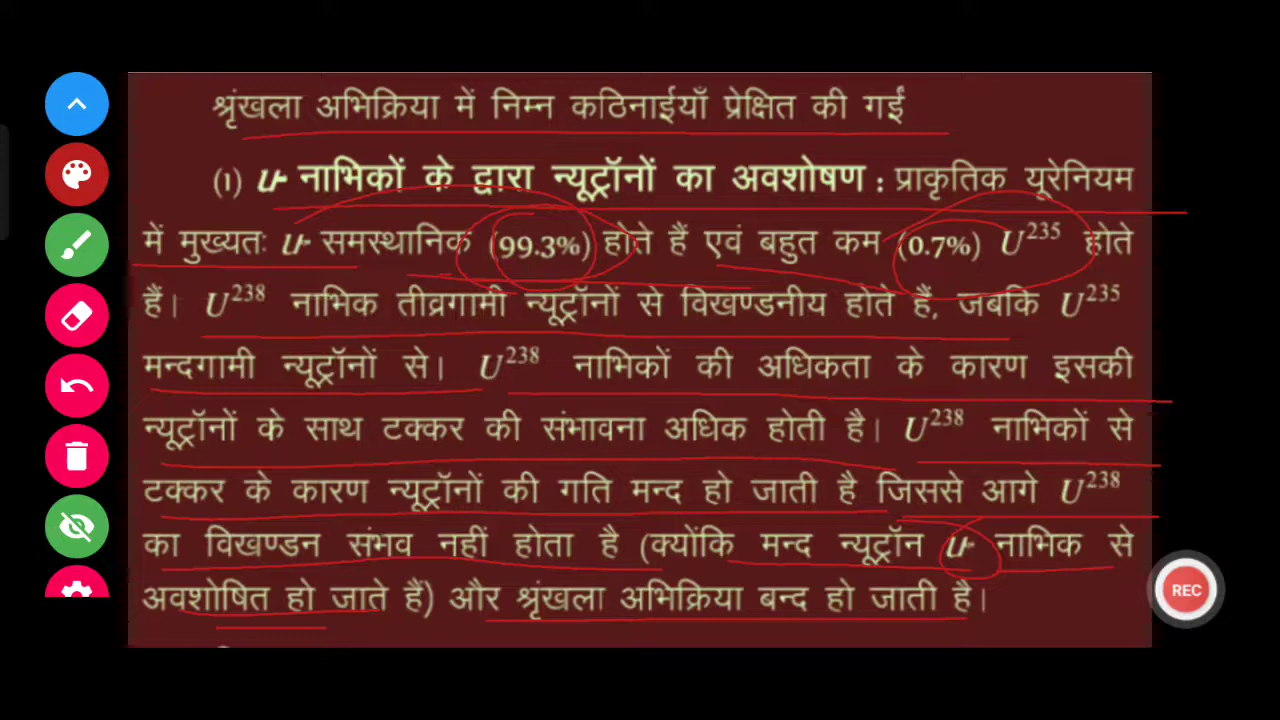 श्रृंखला अभिक्रिया में निम्न कठिनाईयाँ प्रेक्षित की गईं
(1) U- नाभिकों के द्वारा न्यूट्रॉनों का अवशोषण : प्राकृतिक यूरेनियम
में मुख्यतः U- समस्थानिक (99.3%) होते हैं एवं बहुत कम (0.7%) U²³⁵ होते
हैं। U²³⁸ नाभिक तीव्रगामी न्यूट्रॉनों से विखण्डनीय होते हैं, जबकि U²³⁵
मन्दगामी न्यूट्रॉनों से। U²³⁸ नाभिकों की अधिकता के कारण इसकी
न्यूट्रॉनों के साथ टक्कर की संभावना अधिक होती है। U²³⁸ नाभिकों से
टक्कर के कारण न्यूट्रॉनों की गति मन्द हो जाती है जिससे आगे U²³⁸
का विखण्डन संभव नहीं होता है (क्योंकि मन्द न्यूट्रॉन U- नाभिक से
अवशोषित हो जाते हैं) और श्रृंखला अभिक्रिया बन्द हो जाती है।
REC